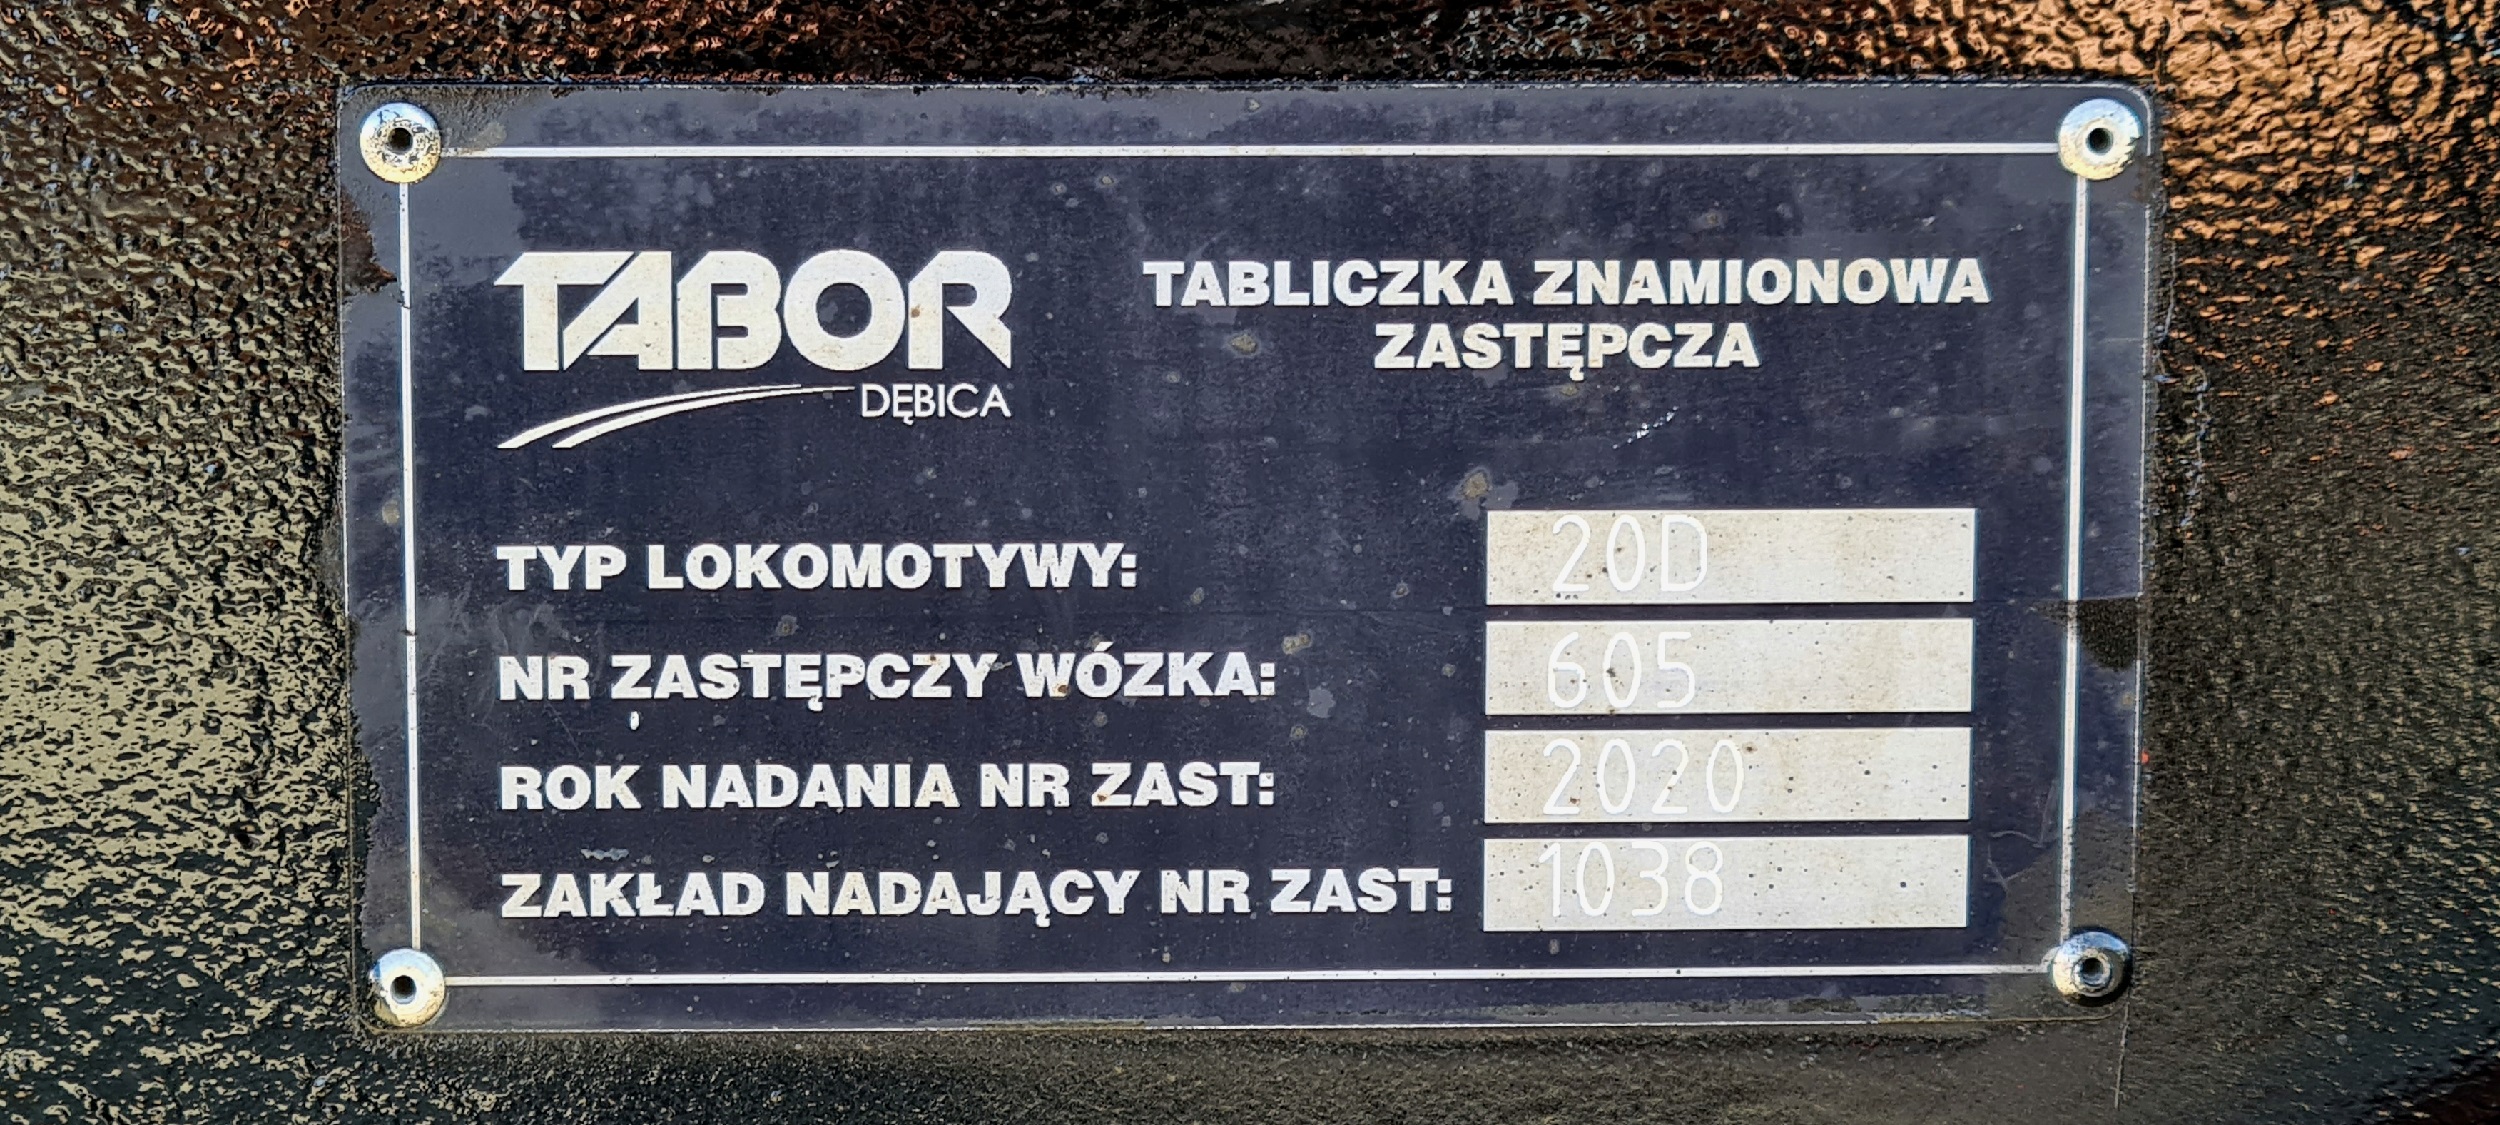 TABOR
DĘBICA
TABLICZKA ZNAMIONOWA
ZASTĘPCZA
TYP LOKOMOTYWY: 20D
NR ZASTĘPCZY WÓZKA: 605
ROK NADANIA NR ZAST: 2020
ZAKŁAD NADAJĄCY NR ZAST: 1038